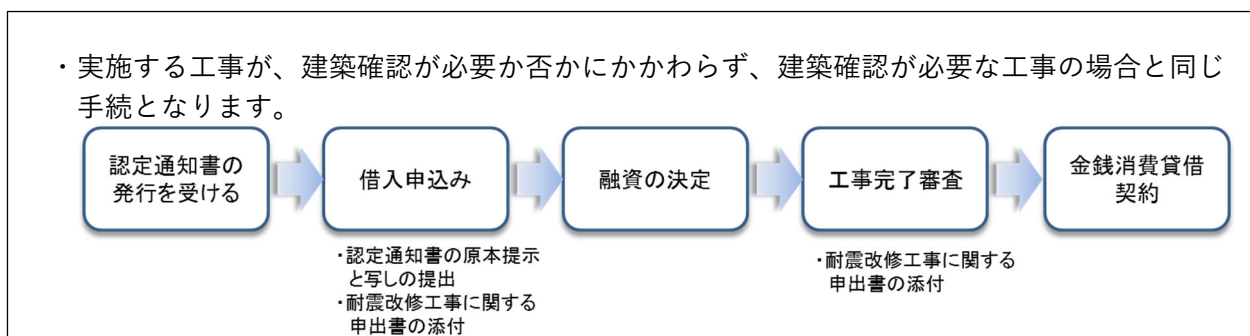 ・実施する工事が、建築確認が必要か否かにかかわらず、建築確認が必要な工事の場合と同じ
手続となります。
認定通知書の
発行を受ける
借入申込み
融資の決定
工事完了審査
金銭消費貸借
契約
・認定通知書の原本提示
と写しの提出
・耐震改修工事に関する
申出書の添付
・耐震改修工事に関する
申出書の添付